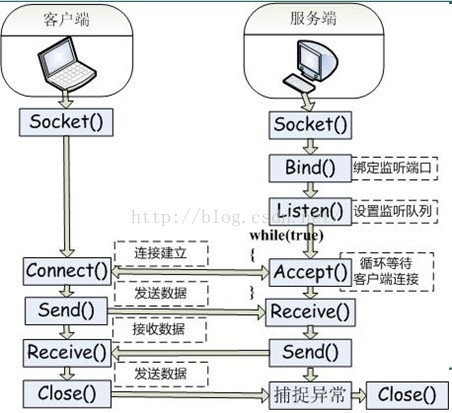 客户端
服务端
Socket()
Socket()
Bind()
绑定监听端口
Listen()
设置监听队列
http://blog.csdn.net
while(true)
{
连接建立
Connect()
Accept()
循环等待
客户端连接
发送数据
}
Send()
Receive()
接收数据
Receive()
Send()
发送数据
Close()
捕捉异常
Close()